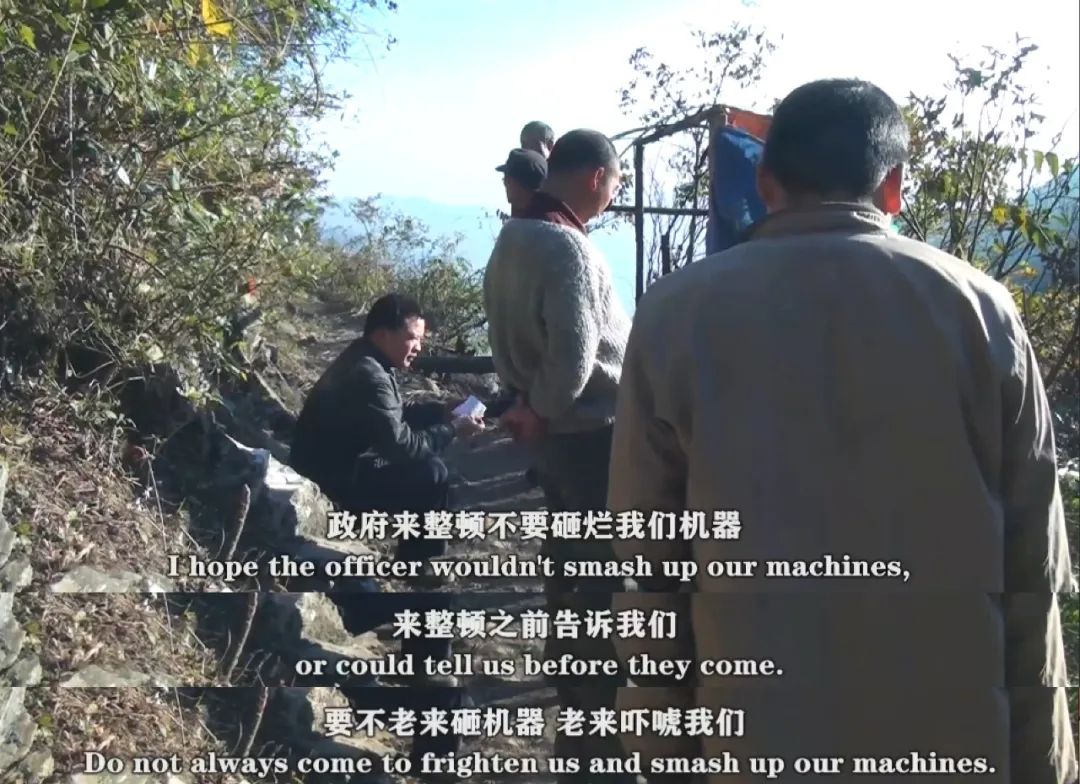 政府来整顿不要砸烂我们机器
I hope the officer wouldn't smash up our machines,
来整顿之前告诉我们
or could tell us before they come.
要不老来砸机器 老来吓唬我们
Do not always come to frighten us and smash up our machines.